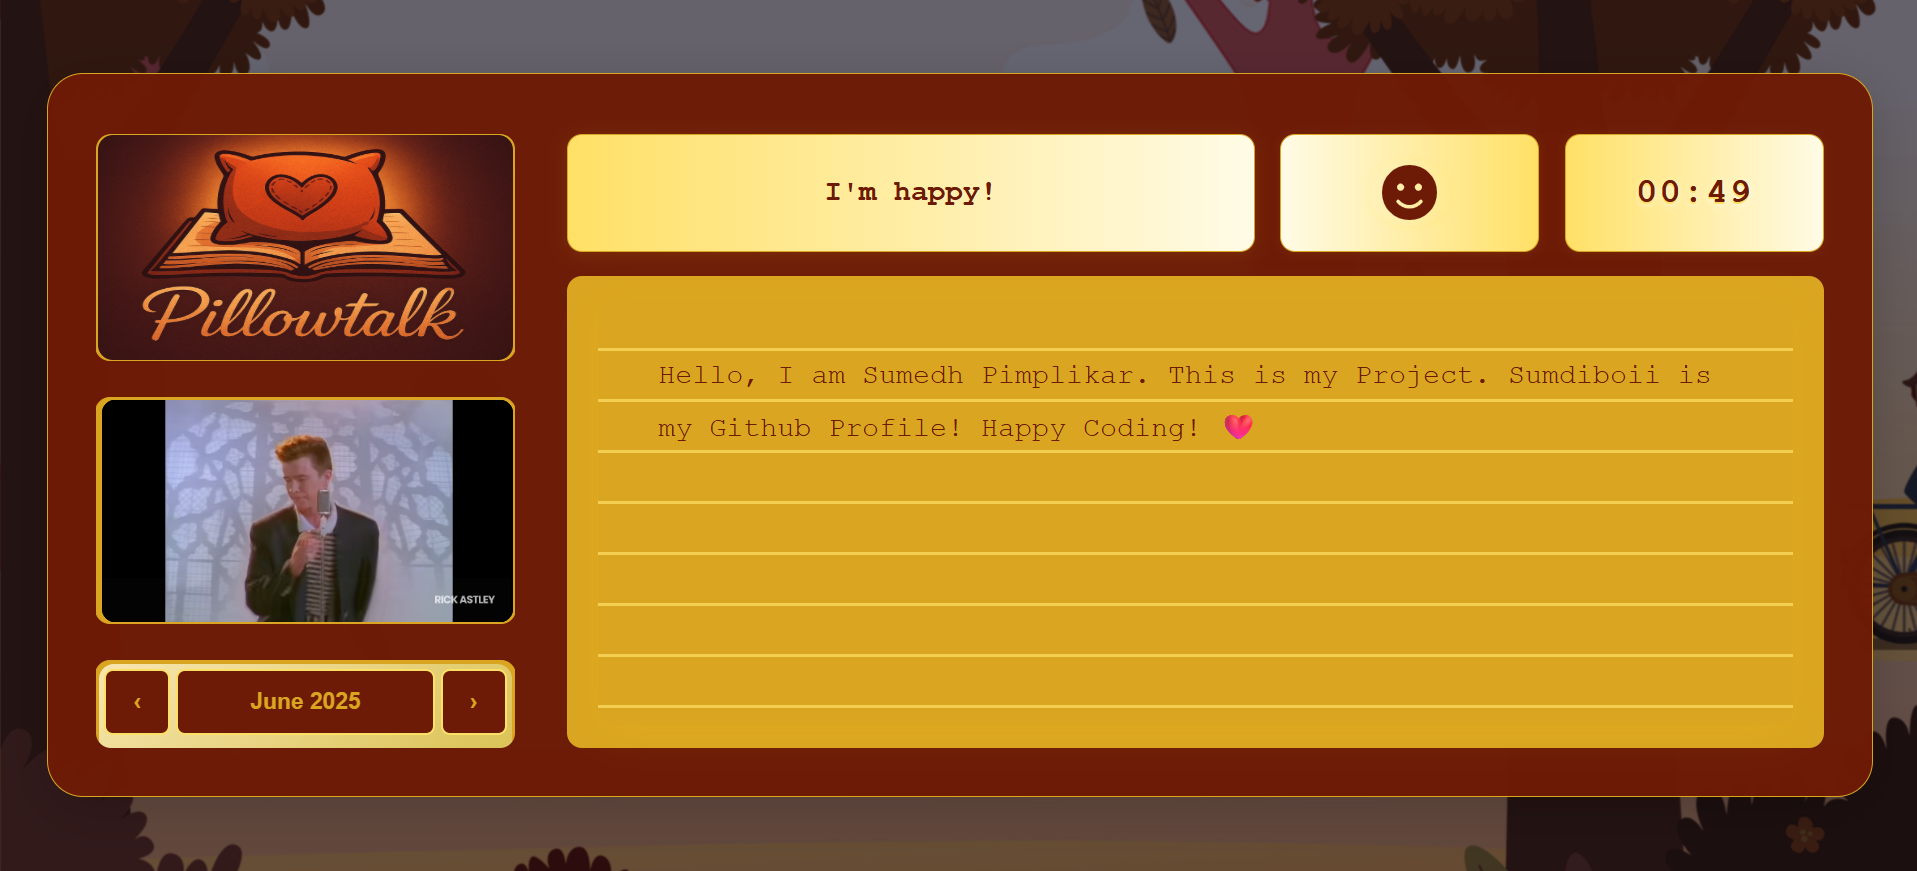 Pillowtalk
RICK ASTLEY
‹ June 2025 ›
I'm happy!
00:49
Hello, I am Sumedh Pimplikar. This is my Project. Sumdiboii is
my Github Profile! Happy Coding! 💖